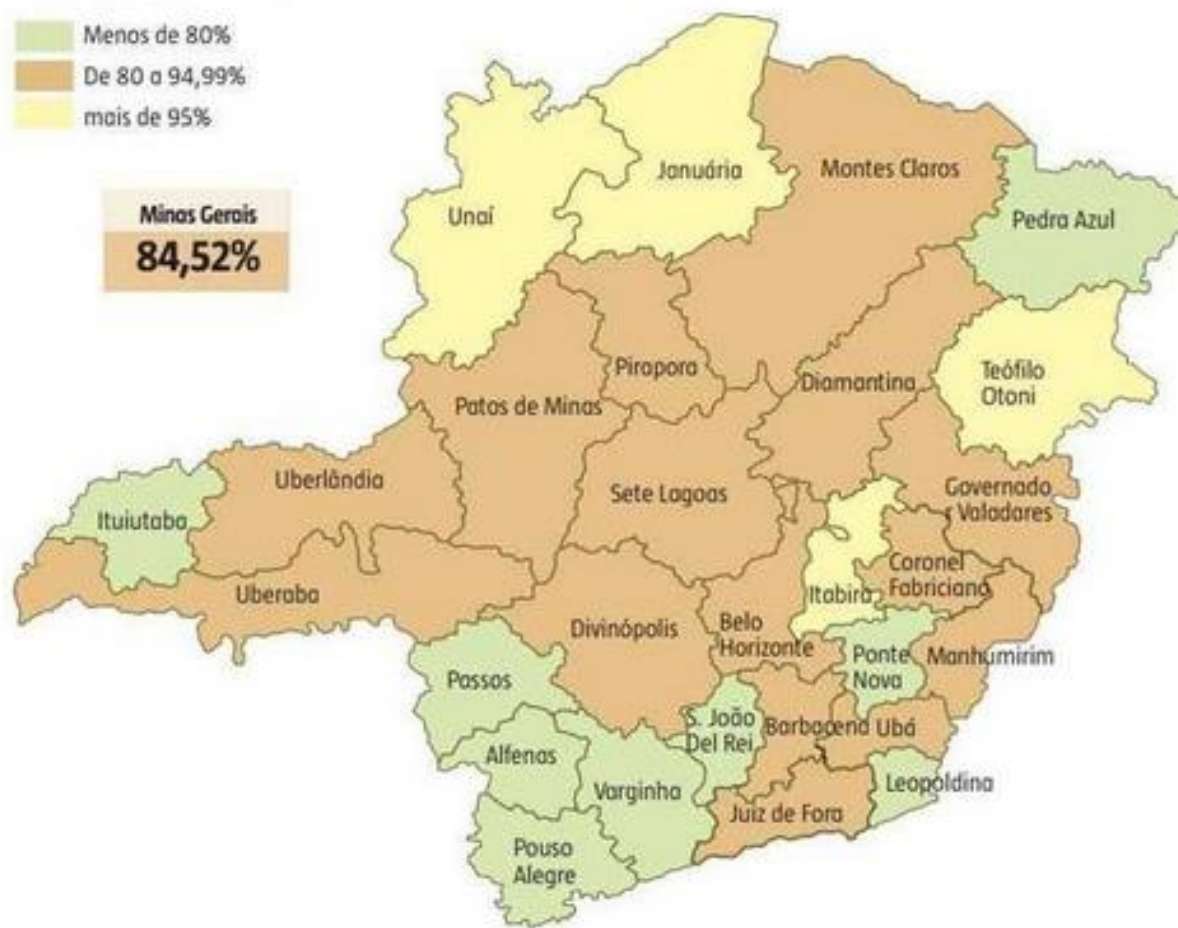 Menos de 80%
De 80 a 94,99%
mais de 95%
Minas Gerais
84,52%
Januária
Montes Claros
Unaí
Pedra Azul
Pirapora
Diamantina
Teófilo
Otoni
Patos de Minas
Uberlândia
Sete Lagoas
Governado
r Valadares
Ituiutaba
Coronel
Fabriciano
Uberaba
Itabira
Divinópolis
Belo
Horizonte
Ponte
Nova
Manhumirim
Passos
S. João
Del Rei
Barbacena
Ubá
Alfenas
Varginha
Leopoldina
Juiz de Fora
Pouso
Alegre